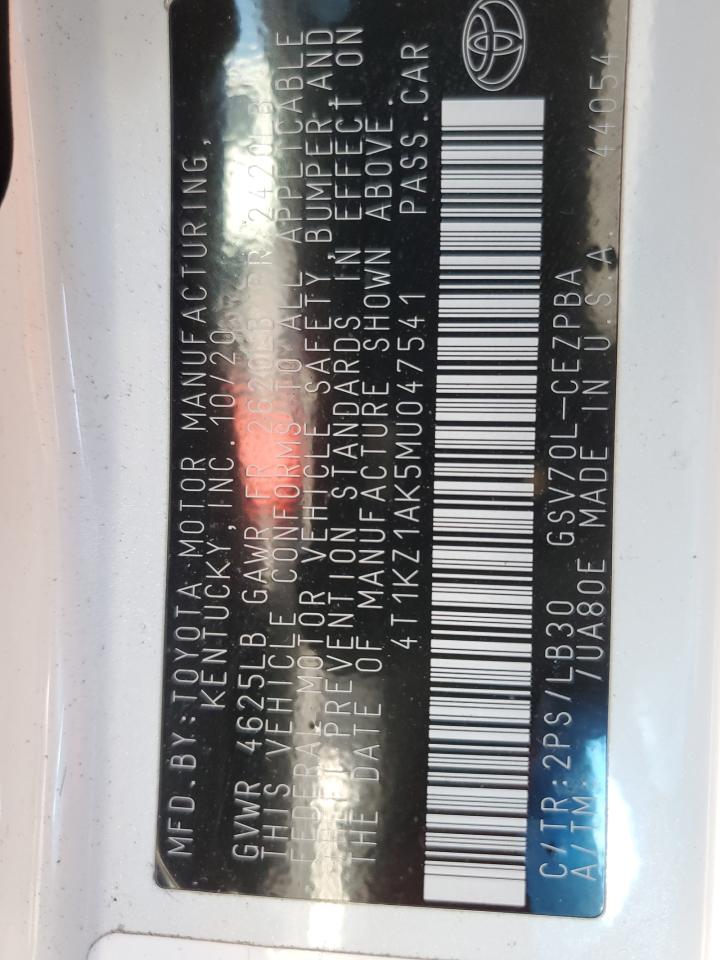 MFD.BY:TOYOTA MOTOR MANUFACTURING,
KENTUCKY,INC. 10/20
GVWR 4625LB GAWR FR 2620LB RR 2420LB
THIS VEHICLE CONFORMS TO ALL APPLICABLE
FEDERAL MOTOR VEHICLE SAFETY, BUMPER, AND
THEFT PREVENTION STANDARDS IN EFFECT ON
THE DATE OF MANUFACTURE SHOWN ABOVE.
4T1KZ1AK5MU047541 PASS.CAR
C/TR:2PS/LB30 GSV70L-CEZPBA
A/TM: /UA80E MADE IN U.S.A. 44054